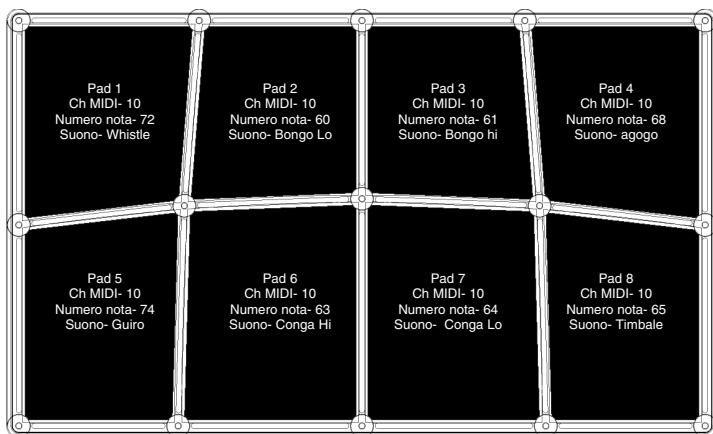 Pad 1
Ch MIDI- 10
Numero nota- 72
Suono- Whistle
Pad 2
Ch MIDI- 10
Numero nota- 60
Suono- Bongo Lo
Pad 3
Ch MIDI- 10
Numero nota- 61
Suono- Bongo hi
Pad 4
Ch MIDI- 10
Numero nota- 68
Suono- agogo
Pad 5
Ch MIDI- 10
Numero nota- 74
Suono- Guiro
Pad 6
Ch MIDI- 10
Numero nota- 63
Suono- Conga Hi
Pad 7
Ch MIDI- 10
Numero nota- 64
Suono-  Conga Lo
Pad 8
Ch MIDI- 10
Numero nota- 65
Suono- Timbale